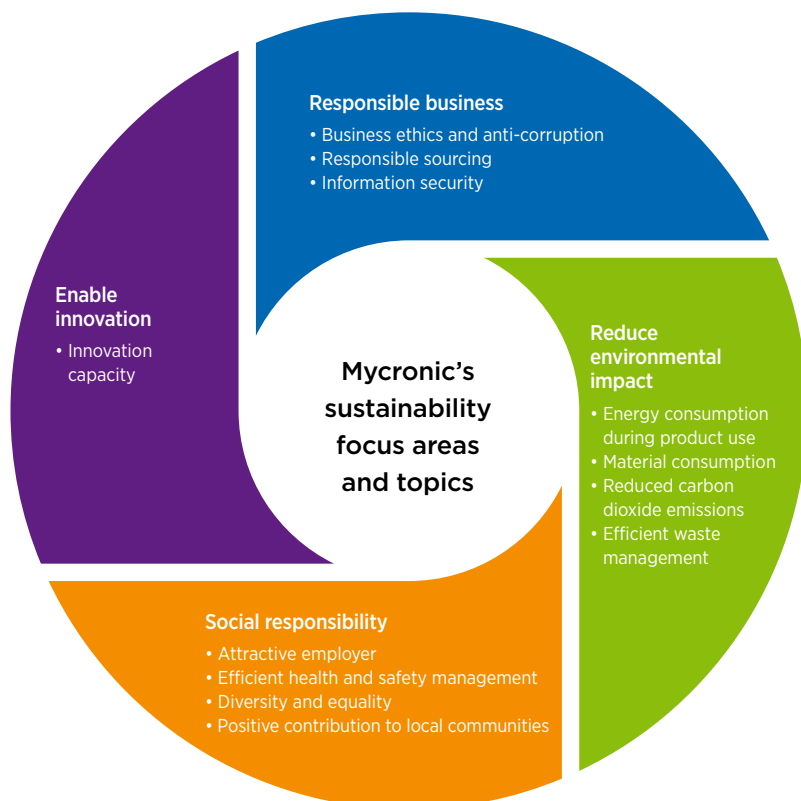 Responsible business
• Business ethics and anti-corruption
• Responsible sourcing
• Information security
Enable
innovation
• Innovation
capacity
Mycronic’s
sustainability
focus areas
and topics
Reduce
environmental
impact
• Energy consumption
during product use
• Material consumption
• Reduced carbon
dioxide emissions
• Efficient waste
management
Social responsibility
• Attractive employer
• Efficient health and safety management
• Diversity and equality
• Positive contribution to local communities